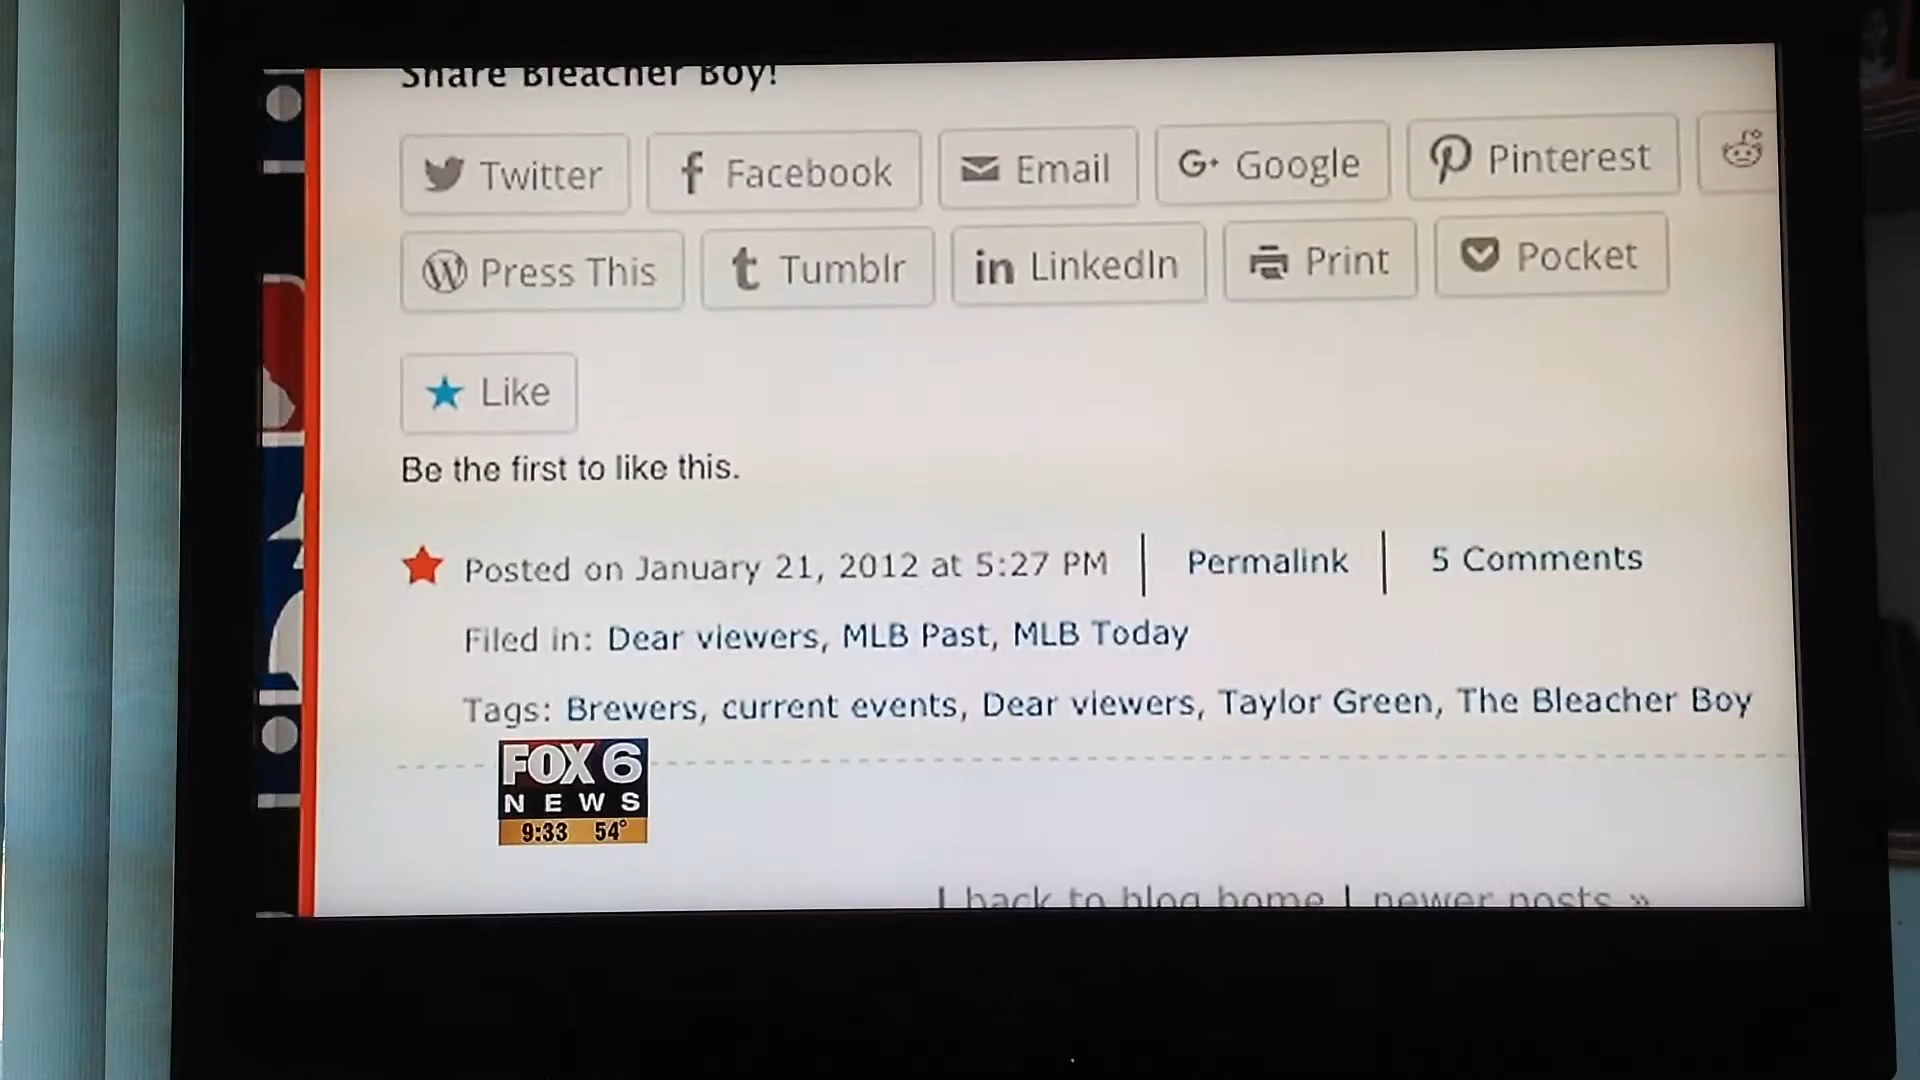 Share Bleacher Boy!
Twitter
Facebook
Email
G+ Google
Pinterest
Press This
Tumblr
in LinkedIn
Print
Pocket
Like
Be the first to like this.
Posted on January 21, 2012 at 5:27 PM | Permalink | 5 Comments
Filed in: Dear viewers, MLB Past, MLB Today
Tags: Brewers, current events, Dear viewers, Taylor Green, The Bleacher Boy
FOX 6
NEWS
9:33 54°
| back to blog home | newer posts »